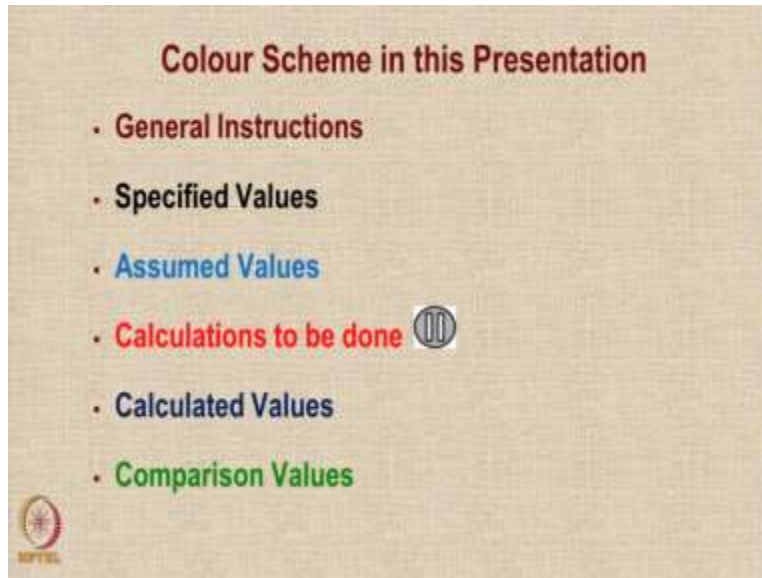 Colour Scheme in this Presentation
General Instructions
Specified Values
Assumed Values
Calculations to be done
Calculated Values
Comparison Values
NPTEL